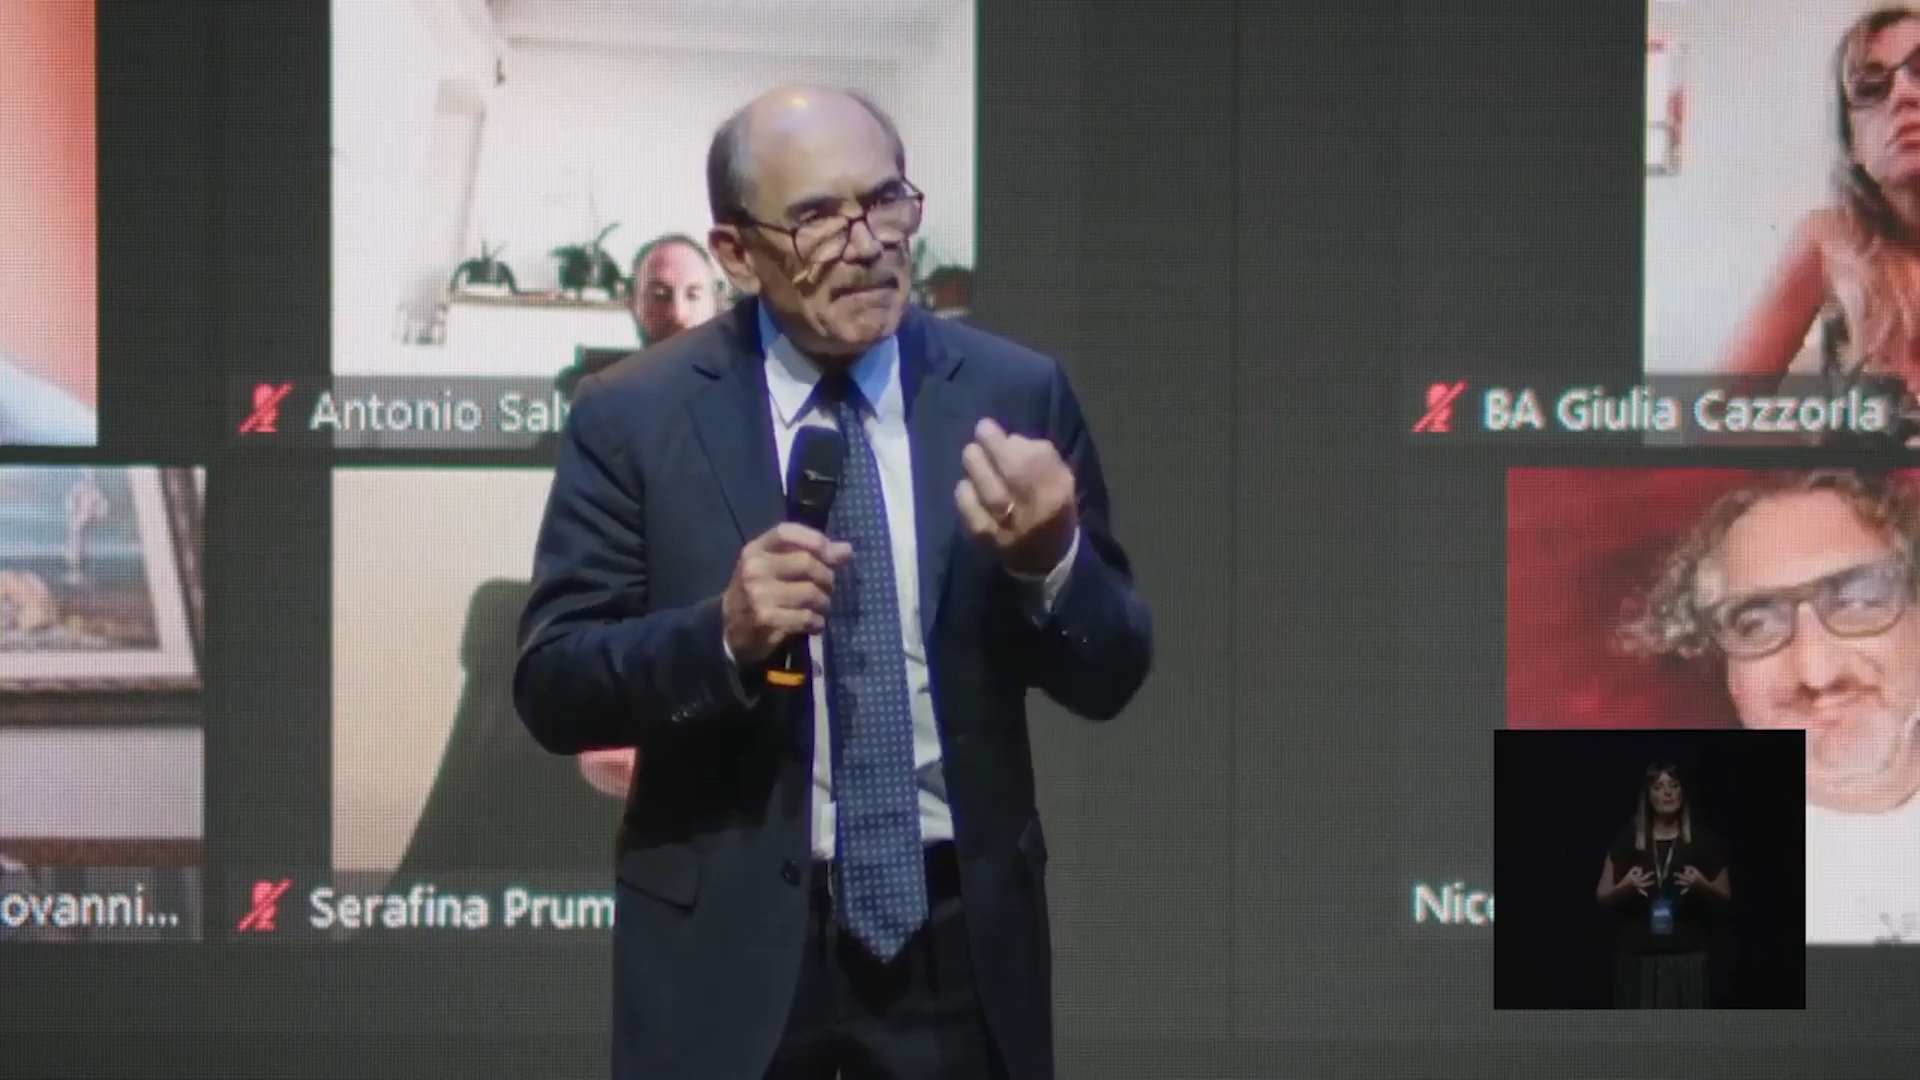 Antonio Sal
BA Giulia Cazzorla
ovanni...
Serafina Prum
Nic